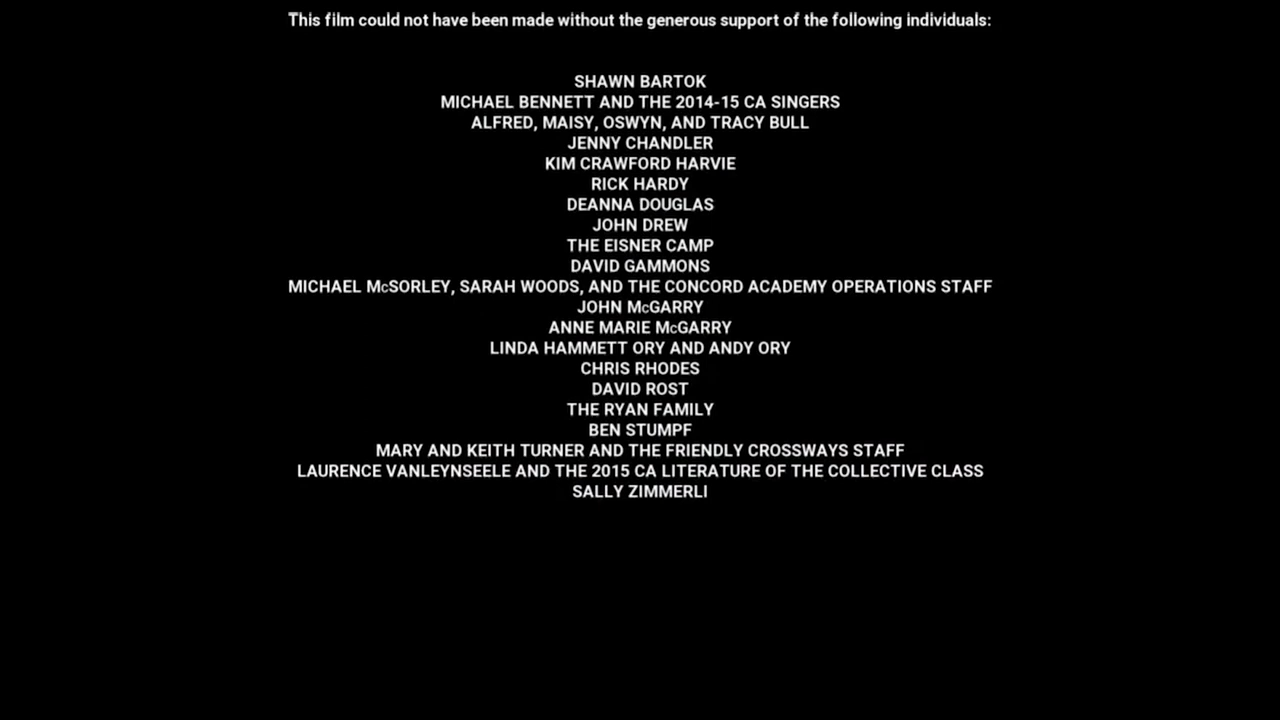 This film could not have been made without the generous support of the following individuals:
SHAWN BARTOK
MICHAEL BENNETT AND THE 2014-15 CA SINGERS
ALFRED, MAISY, OSWYN, AND TRACY BULL
JENNY CHANDLER
KIM CRAWFORD HARVIE
RICK HARDY
DEANNA DOUGLAS
JOHN DREW
THE EISNER CAMP
DAVID GAMMONS
MICHAEL McSORLEY, SARAH WOODS, AND THE CONCORD ACADEMY OPERATIONS STAFF
JOHN McGARRY
ANNE MARIE McGARRY
LINDA HAMMETT ORY AND ANDY ORY
CHRIS RHODES
DAVID ROST
THE RYAN FAMILY
BEN STUMPF
MARY AND KEITH TURNER AND THE FRIENDLY CROSSWAYS STAFF
LAURENCE VANLEYNSEELE AND THE 2015 CA LITERATURE OF THE COLLECTIVE CLASS
SALLY ZIMMERLI